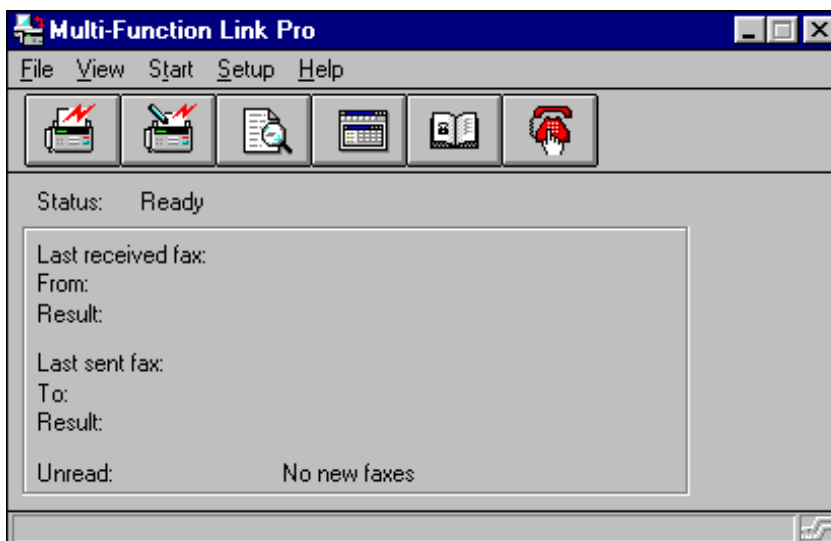 Multi-Function Link Pro
File View Start Setup Help
Status: Ready
Last received fax:
From:
Result:
Last sent fax:
To:
Result:
Unread: No new faxes